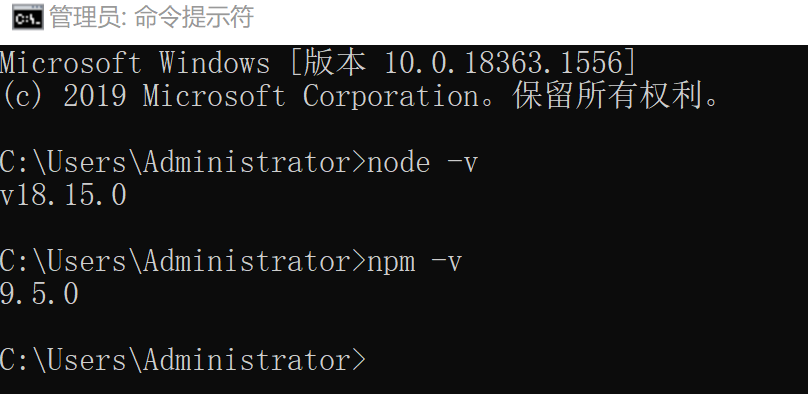 管理员: 命令提示符
Microsoft Windows [版本 10.0.18363.1556]
(c) 2019 Microsoft Corporation。保留所有权利。
C:\Users\Administrator>node -v
v18.15.0
C:\Users\Administrator>npm -v
9.5.0
C:\Users\Administrator>